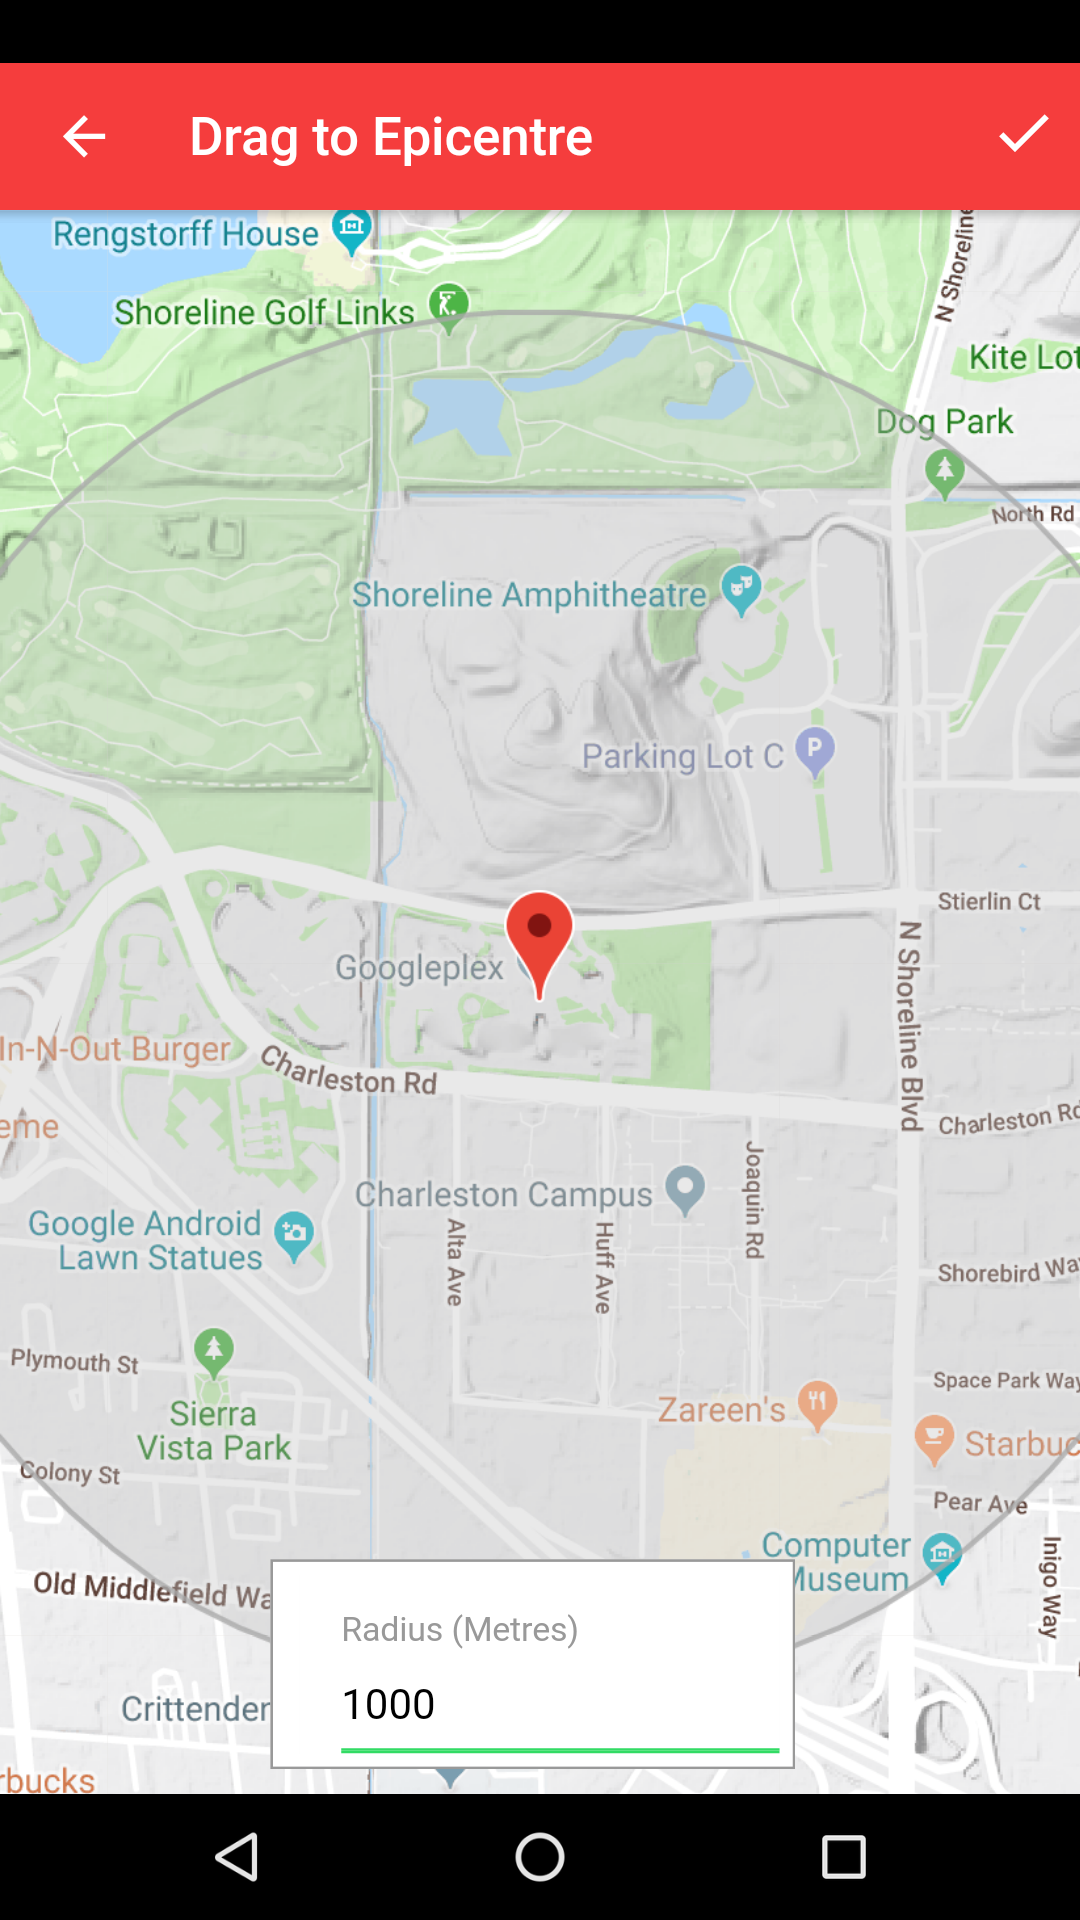 Drag to Epicentre
Rengstorff House
N Shoreline
Shoreline Golf Links
Kite Lot
Dog Park
North Rd
Shoreline Amphitheatre
Parking Lot C
Stierlin Ct
N Shoreline Blvd
Googleplex
In-N-Out Burger
Charleston Rd
Charleston Rd
eme
Joaquin Rd
Charleston Campus
Google Android
Lawn Statues
Alta Ave
Huff Ave
Shorebird Way
Plymouth St
Space Park Way
Sierra
Vista Park
Zareen's
Starbuc
Colony St
Pear Ave
Computer
Museum
Inigo Way
Old Middlefield Wa
Radius (Metres)
1000
Crittenden
rbucks
P